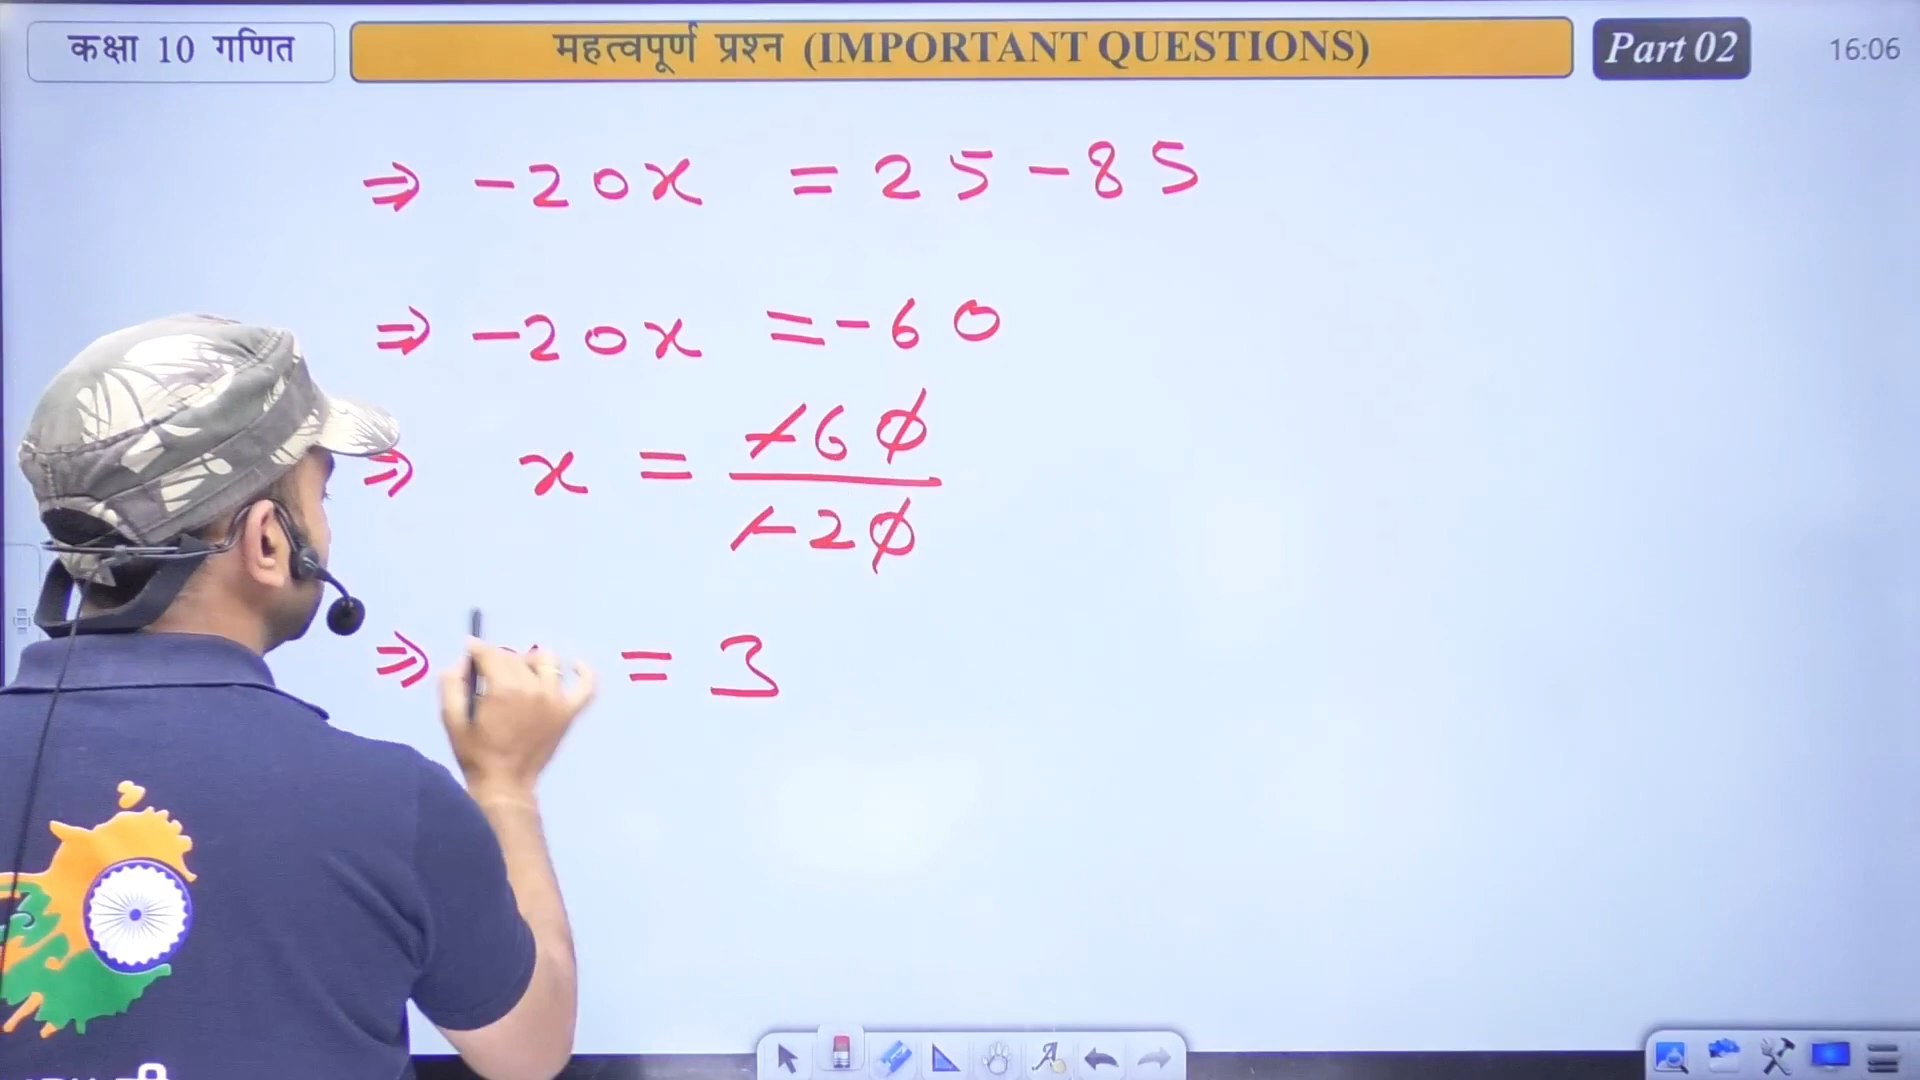 कक्षा 10 गणित
महत्वपूर्ण प्रश्न (IMPORTANT QUESTIONS)
Part 02
16:06
⇒ -20x = 25-85
⇒ -20x = -60
⇒ x = -60/-20
⇒ x = 3